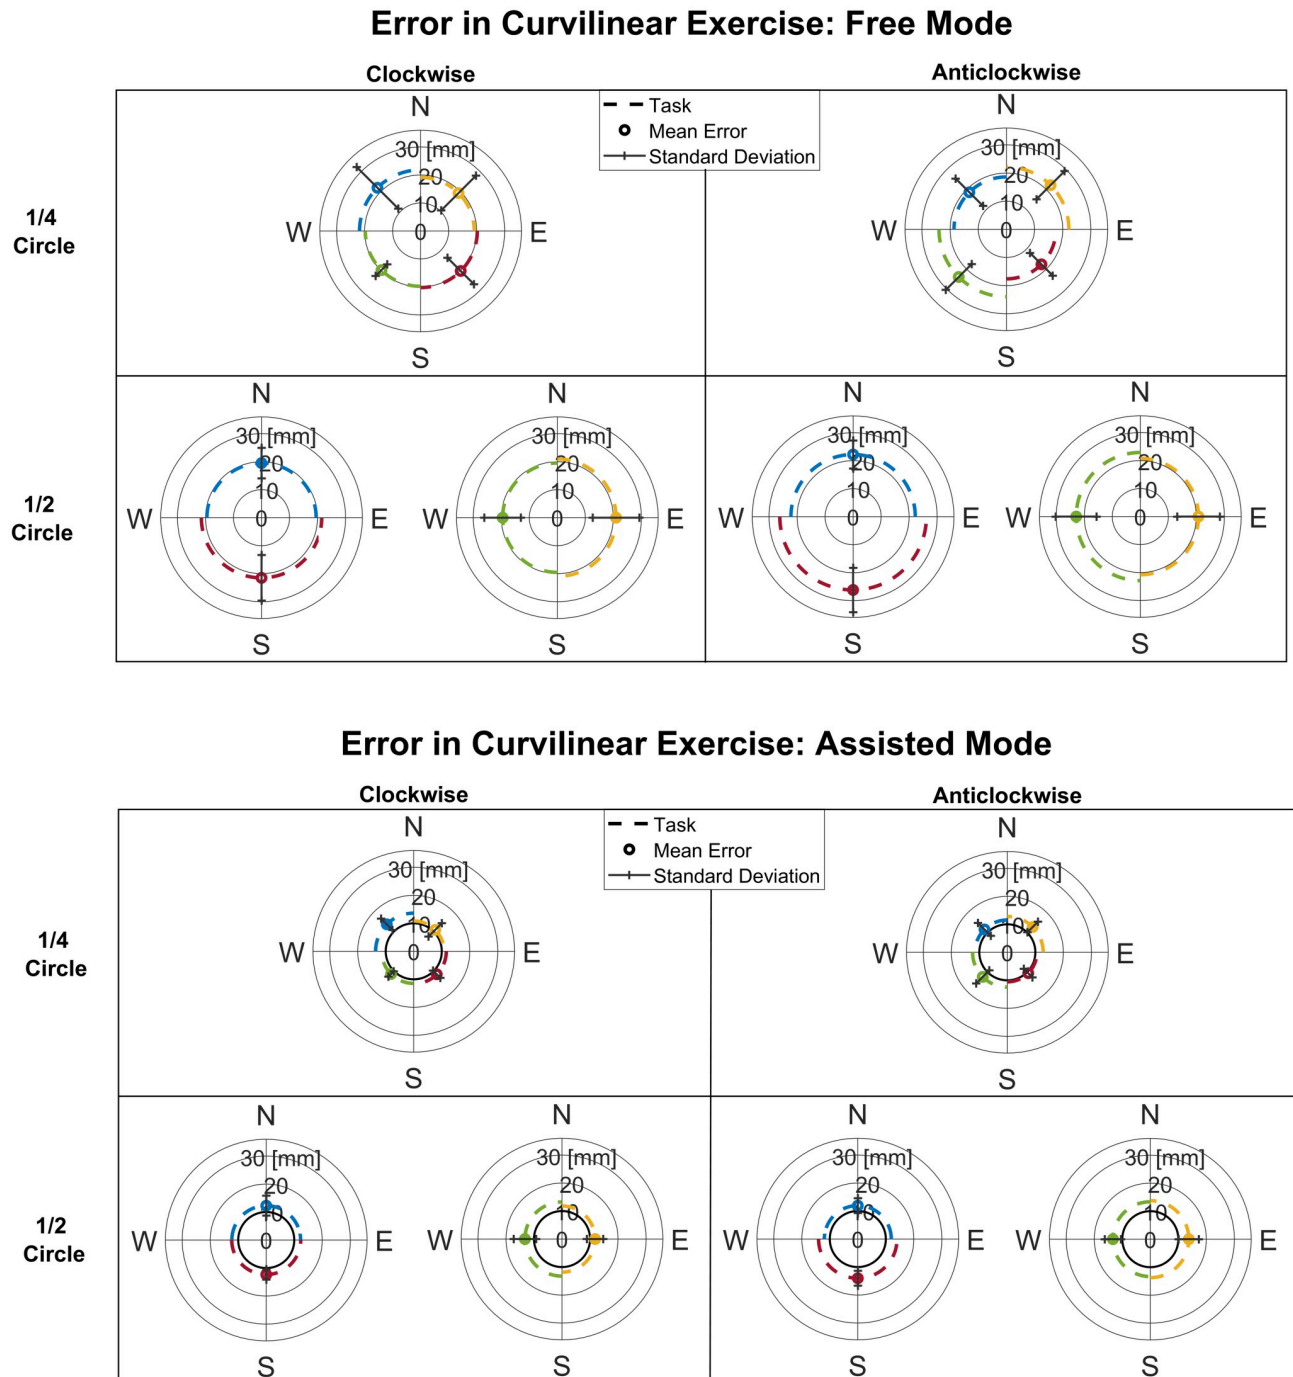 Error in Curvilinear Exercise: Free Mode
Clockwise
Anticlockwise
Task
Mean Error
Standard Deviation
1/4
Circle
N
30 [mm]
20
10
0
W
E
S
N
30 [mm]
20
10
0
W
E
S
1/2
Circle
N
30 [mm]
20
10
0
W
E
S
N
30 [mm]
20
10
0
W
E
S
N
30 [mm]
20
10
0
W
E
S
N
30 [mm]
20
10
0
W
E
S
Error in Curvilinear Exercise: Assisted Mode
Clockwise
Anticlockwise
Task
Mean Error
Standard Deviation
1/4
Circle
N
30 [mm]
20
10
0
W
E
S
N
30 [mm]
20
10
0
W
E
S
1/2
Circle
N
30 [mm]
20
10
0
W
E
S
N
30 [mm]
20
10
0
W
E
S
N
30 [mm]
20
10
0
W
E
S
N
30 [mm]
20
10
0
W
E
S